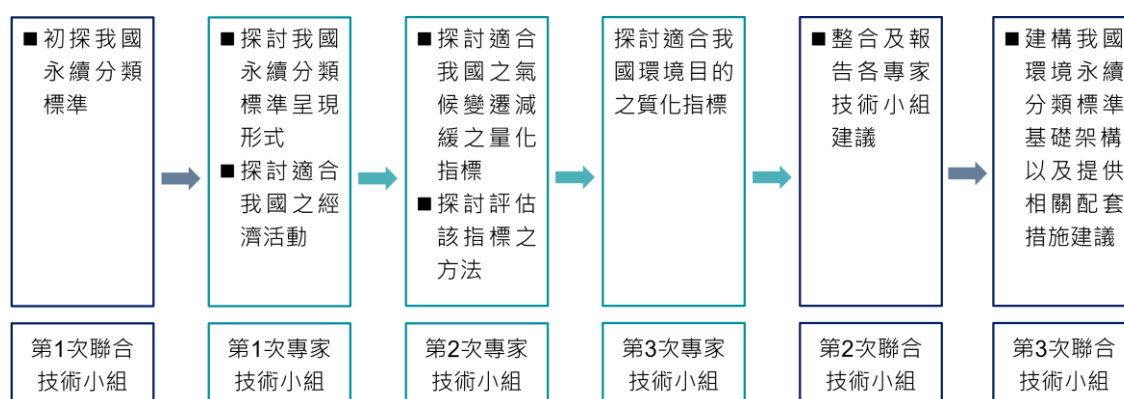 ■初探我國
永續分類
標準
■探討我國
永續分類
標準呈現
形式
■探討適合
我國之經
濟活動
■探討適合
我國之氣
候變遷減
緩之量化
指標
■探討評估
該指標之
方法
探討適合我
國環境目的
之質化指標
■整合及報
告各專家
技術小組
建議
■建構我國
環境永續
分類標準
基礎架構
以及提供
相關配套
措施建議
第1次聯合
技術小組
第1次專家
技術小組
第2次專家
技術小組
第3次專家
技術小組
第2次聯合
技術小組
第3次聯合
技術小組